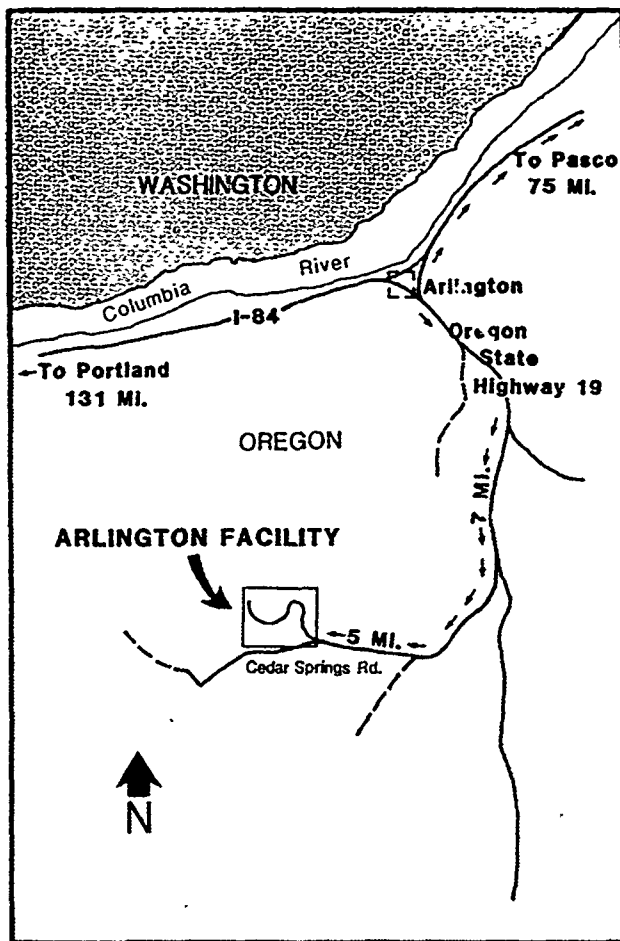 To Pasco
75 Mi.
WASHINGTON
River
Columbia
Arlington
I-84
Oregon
State
Highway 19
←To Portland
131 Mi.
OREGON
7 Mi.
ARLINGTON FACILITY
5 Mi.
Cedar Springs Rd.
N